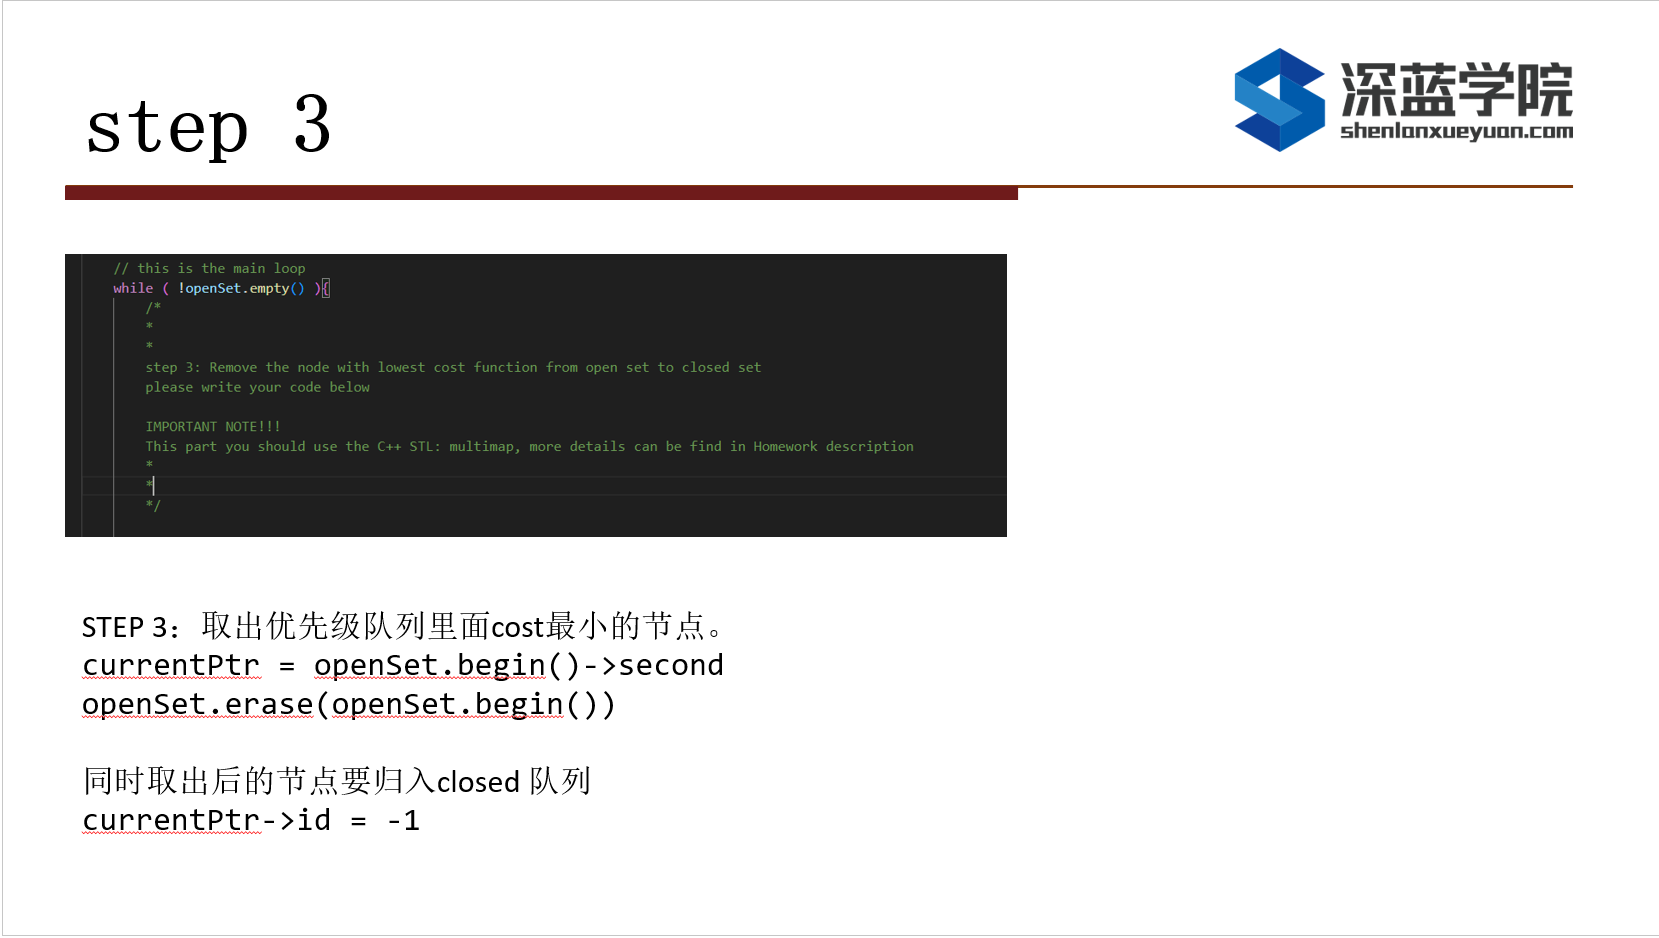 step 3
深蓝学院
shenlanxueyuan.com
// this is the main loop
while ( !openSet.empty() ){
/*
*
*
step 3: Remove the node with lowest cost function from open set to closed set
please write your code below
IMPORTANT NOTE!!!
This part you should use the C++ STL: multimap, more details can be find in Homework description
*
*
*/
STEP 3：取出优先级队列里面cost最小的节点。
currentPtr = openSet.begin()->second
openSet.erase(openSet.begin())
同时取出后的节点要归入closed 队列
currentPtr->id = -1